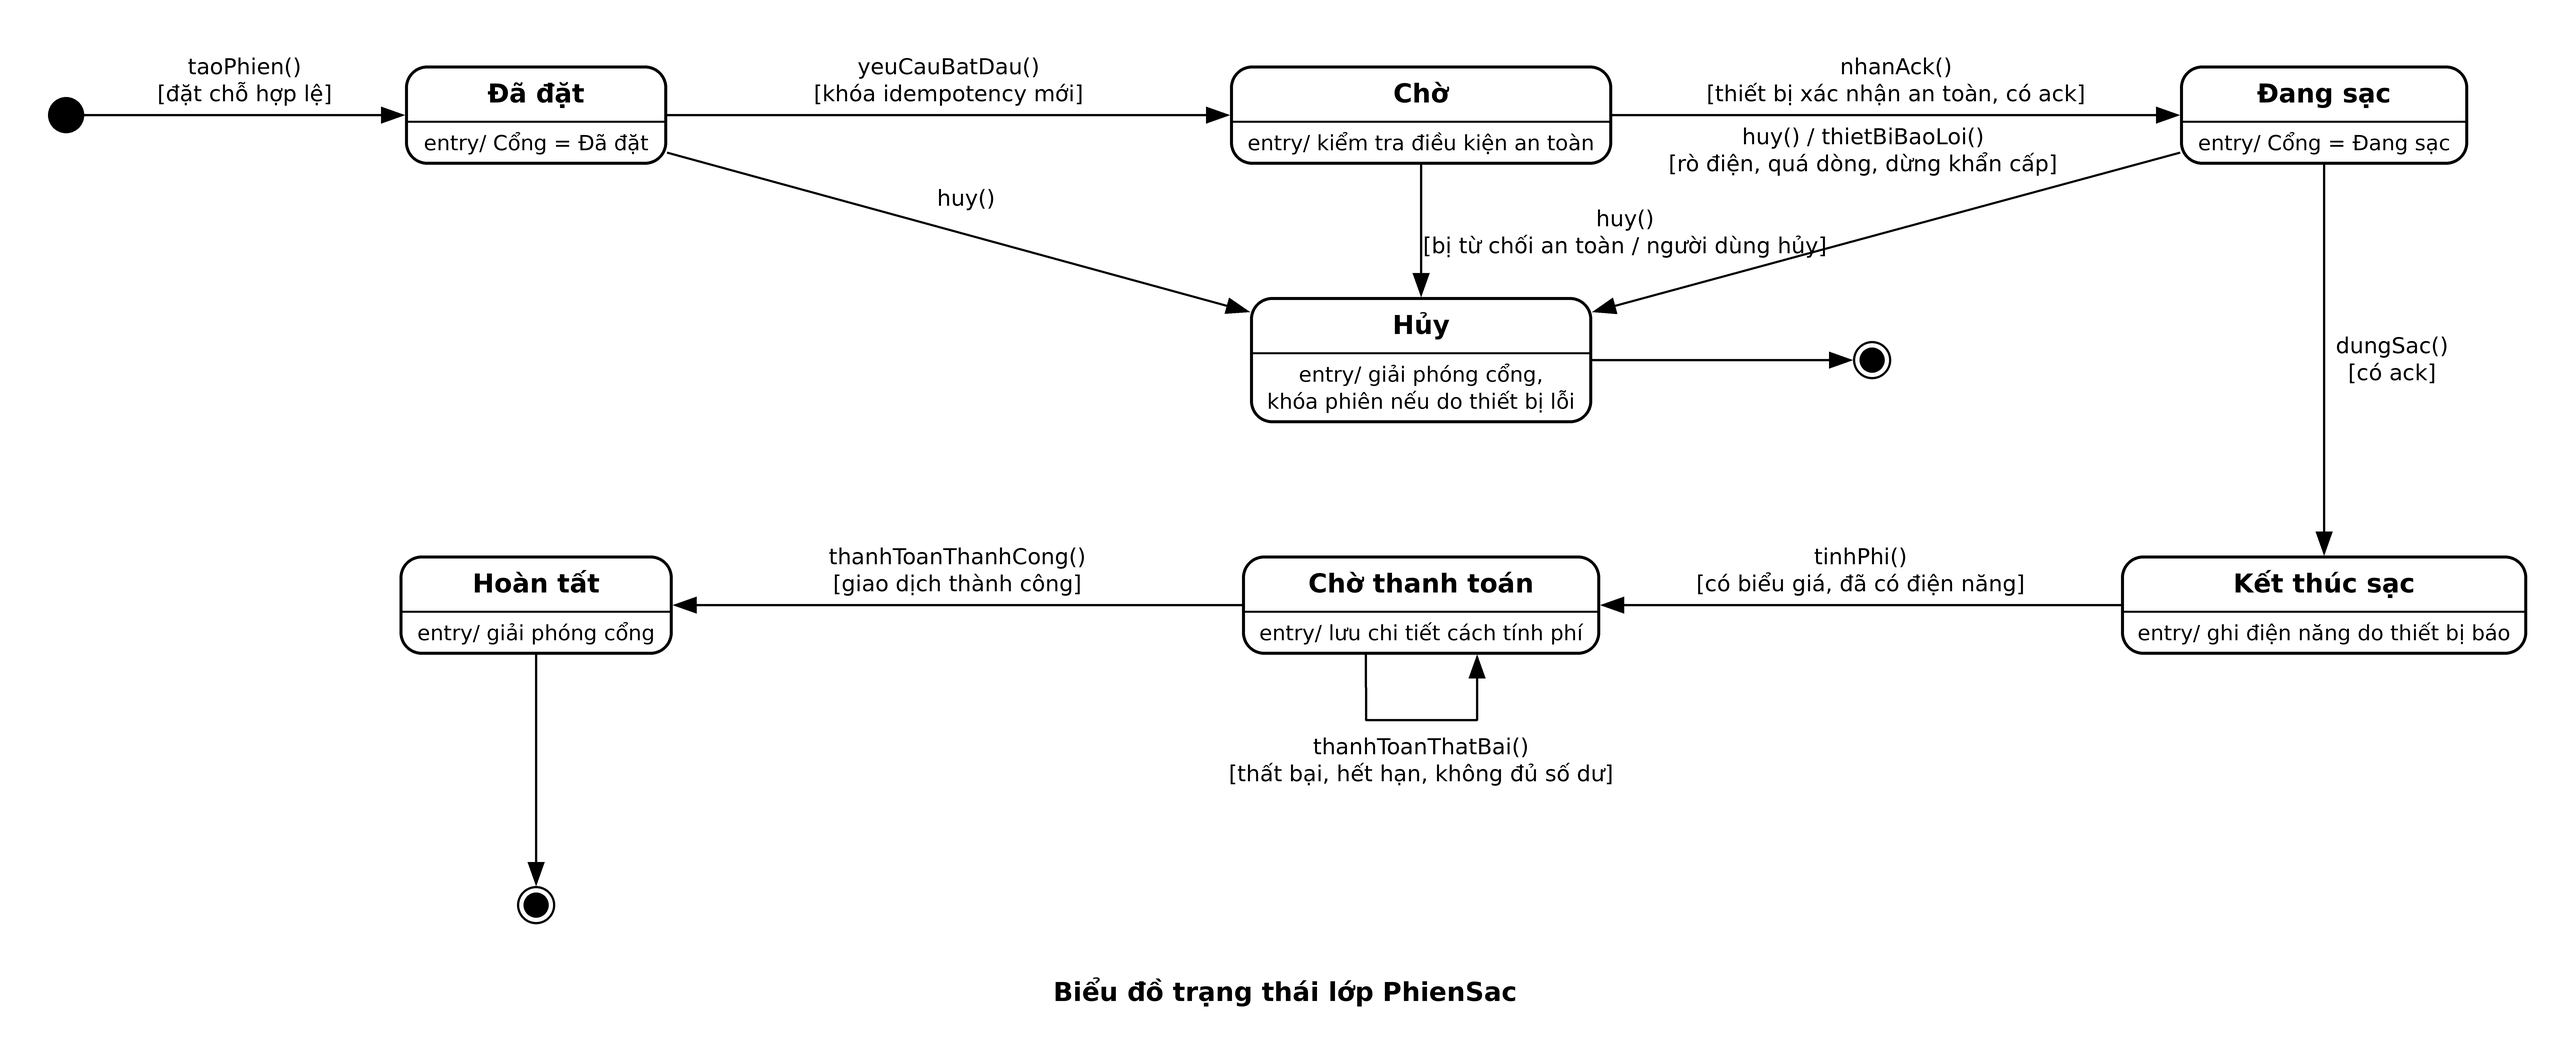 taoPhien()
[đặt chỗ hợp lệ]
Đã đặt
entry/ Cổng = Đã đặt
yeuCauBatDau()
[khóa idempotency mới]
Chờ
entry/ kiểm tra điều kiện an toàn
nhanAck()
[thiết bị xác nhận an toàn, có ack]
Đang sạc
entry/ Cổng = Đang sạc
huy() / thietBiBaoLoi()
[rò điện, quá dòng, dừng khẩn cấp]
huy()
huy()
[bị từ chối an toàn / người dùng hủy]
Hủy
entry/ giải phóng cổng,
khóa phiên nếu do thiết bị lỗi
dungSac()
[có ack]
Hoàn tất
entry/ giải phóng cổng
thanhToanThanhCong()
[giao dịch thành công]
Chờ thanh toán
entry/ lưu chi tiết cách tính phí
tinhPhi()
[có biểu giá, đã có điện năng]
Kết thúc sạc
entry/ ghi điện năng do thiết bị báo
thanhToanThatBai()
[thất bại, hết hạn, không đủ số dư]
Biểu đồ trạng thái lớp PhienSac